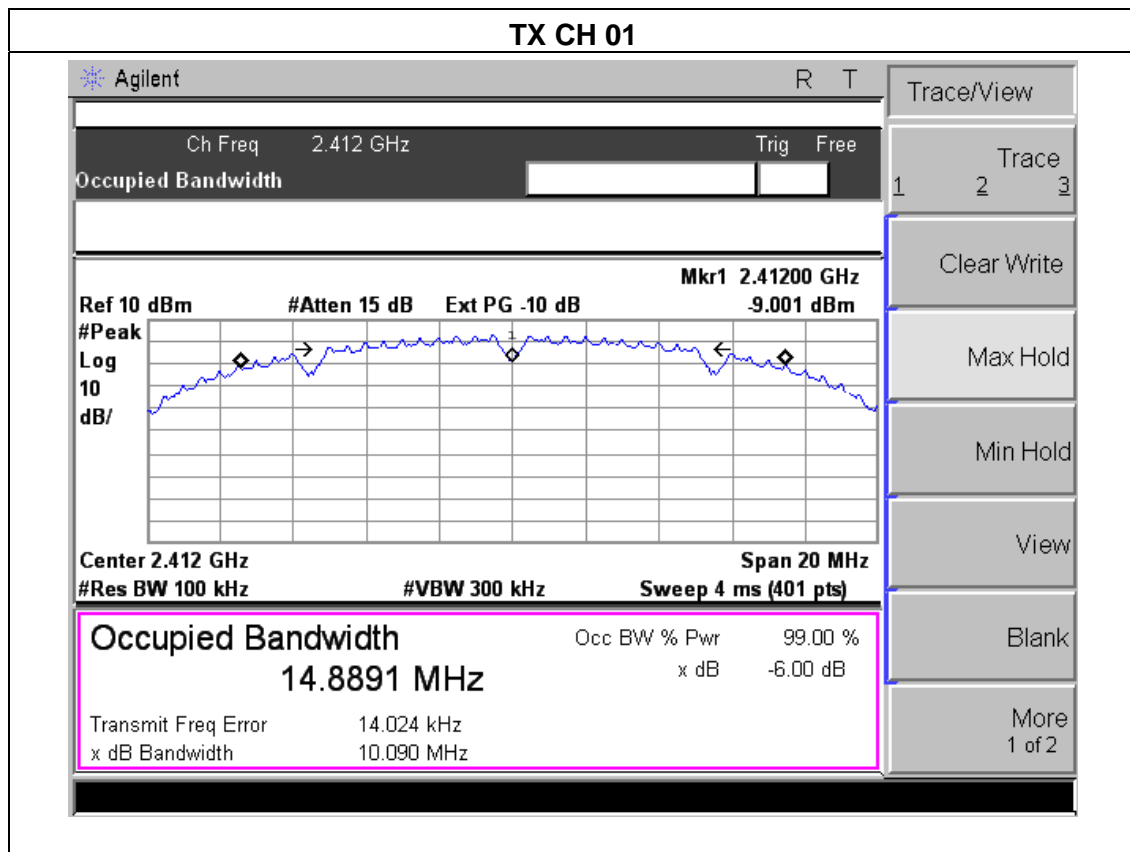 TX CH 01
Agilent R T
Trace/View
Ch Freq 2.412 GHz Trig Free
Occupied Bandwidth
Trace
1 2 3
Clear Write
Mkr1 2.41200 GHz
Ref 10 dBm #Atten 15 dB Ext PG -10 dB -9.001 dBm
#Peak
Log
10
dB/
1
Max Hold
Min Hold
View
Center 2.412 GHz Span 20 MHz
#Res BW 100 kHz #VBW 300 kHz Sweep 4 ms (401 pts)
Occupied Bandwidth
14.8891 MHz
Occ BW % Pwr 99.00 %
x dB -6.00 dB
Transmit Freq Error 14.024 kHz
x dB Bandwidth 10.090 MHz
Blank
More
1 of 2